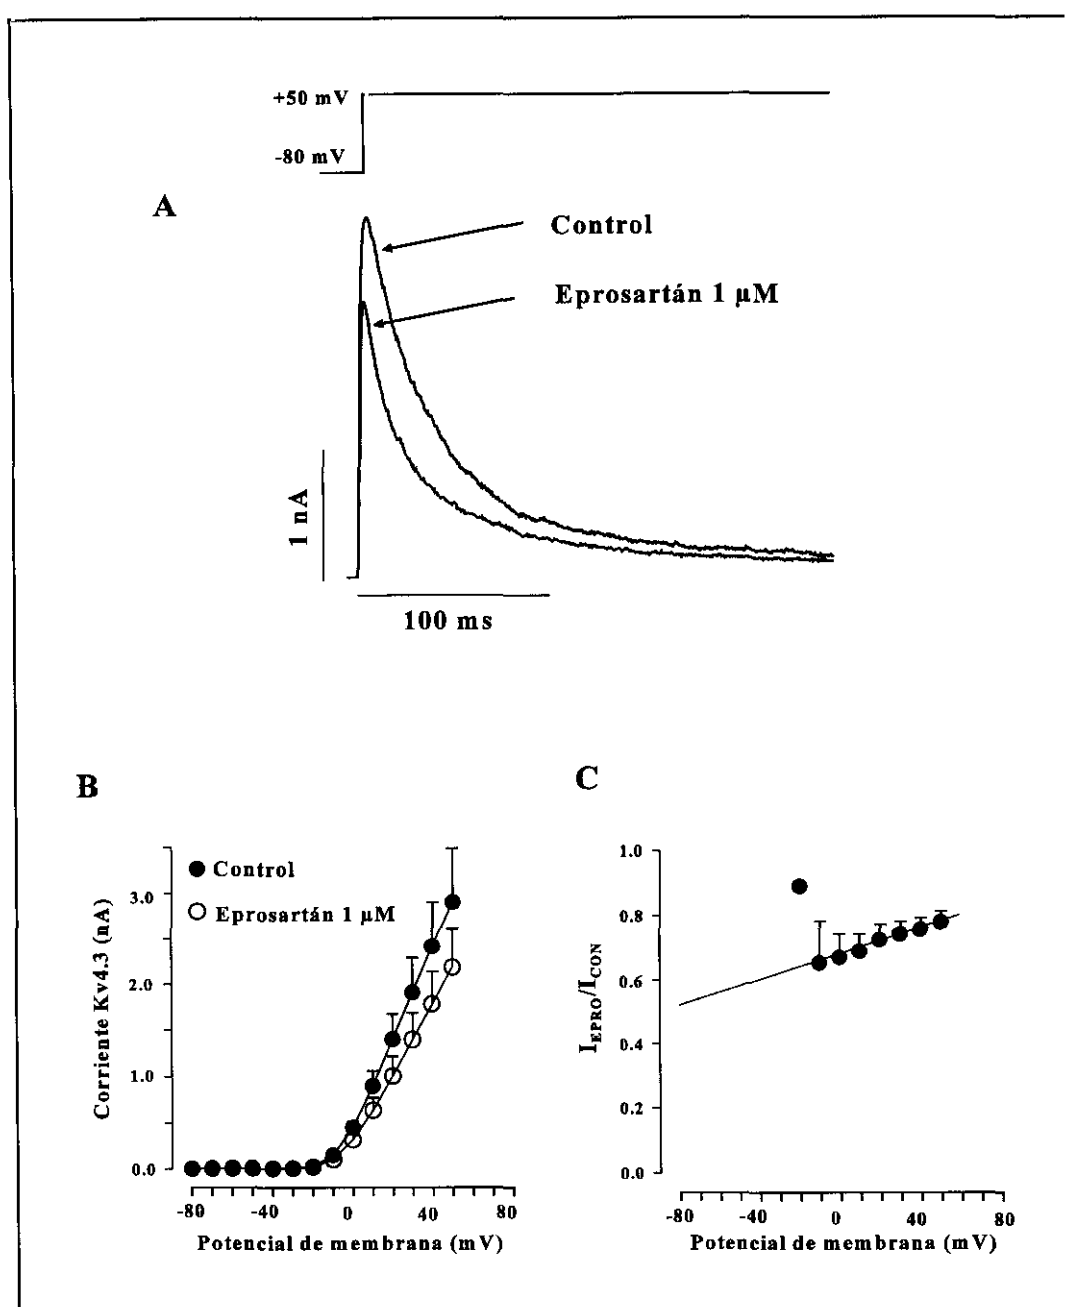 +50 mV
-80 mV
A
Control
Eprosartán 1 µM
1 nA
100 ms
B
Control
Eprosartán 1 µM
Corriente Kv4.3 (nA)
3.0
2.0
1.0
0.0
-80 -40 0 40 80
Potencial de membrana (mV)
C
I_EPRO/I_CON
1.0
0.8
0.6
0.4
0.2
0.0
-80 -40 0 40 80
Potencial de membrana (mV)